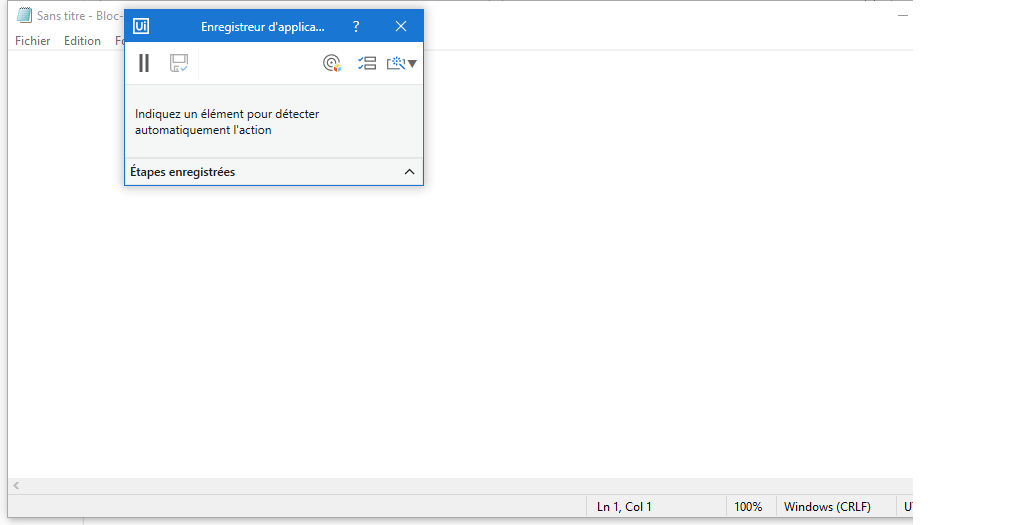 Sans titre - Bloc-
Fichier Edition
Ui Enregistreur d'applica... ?
Indiquez un élément pour détecter
automatiquement l'action
Étapes enregistrées
Ln 1, Col 1 100% Windows (CRLF)